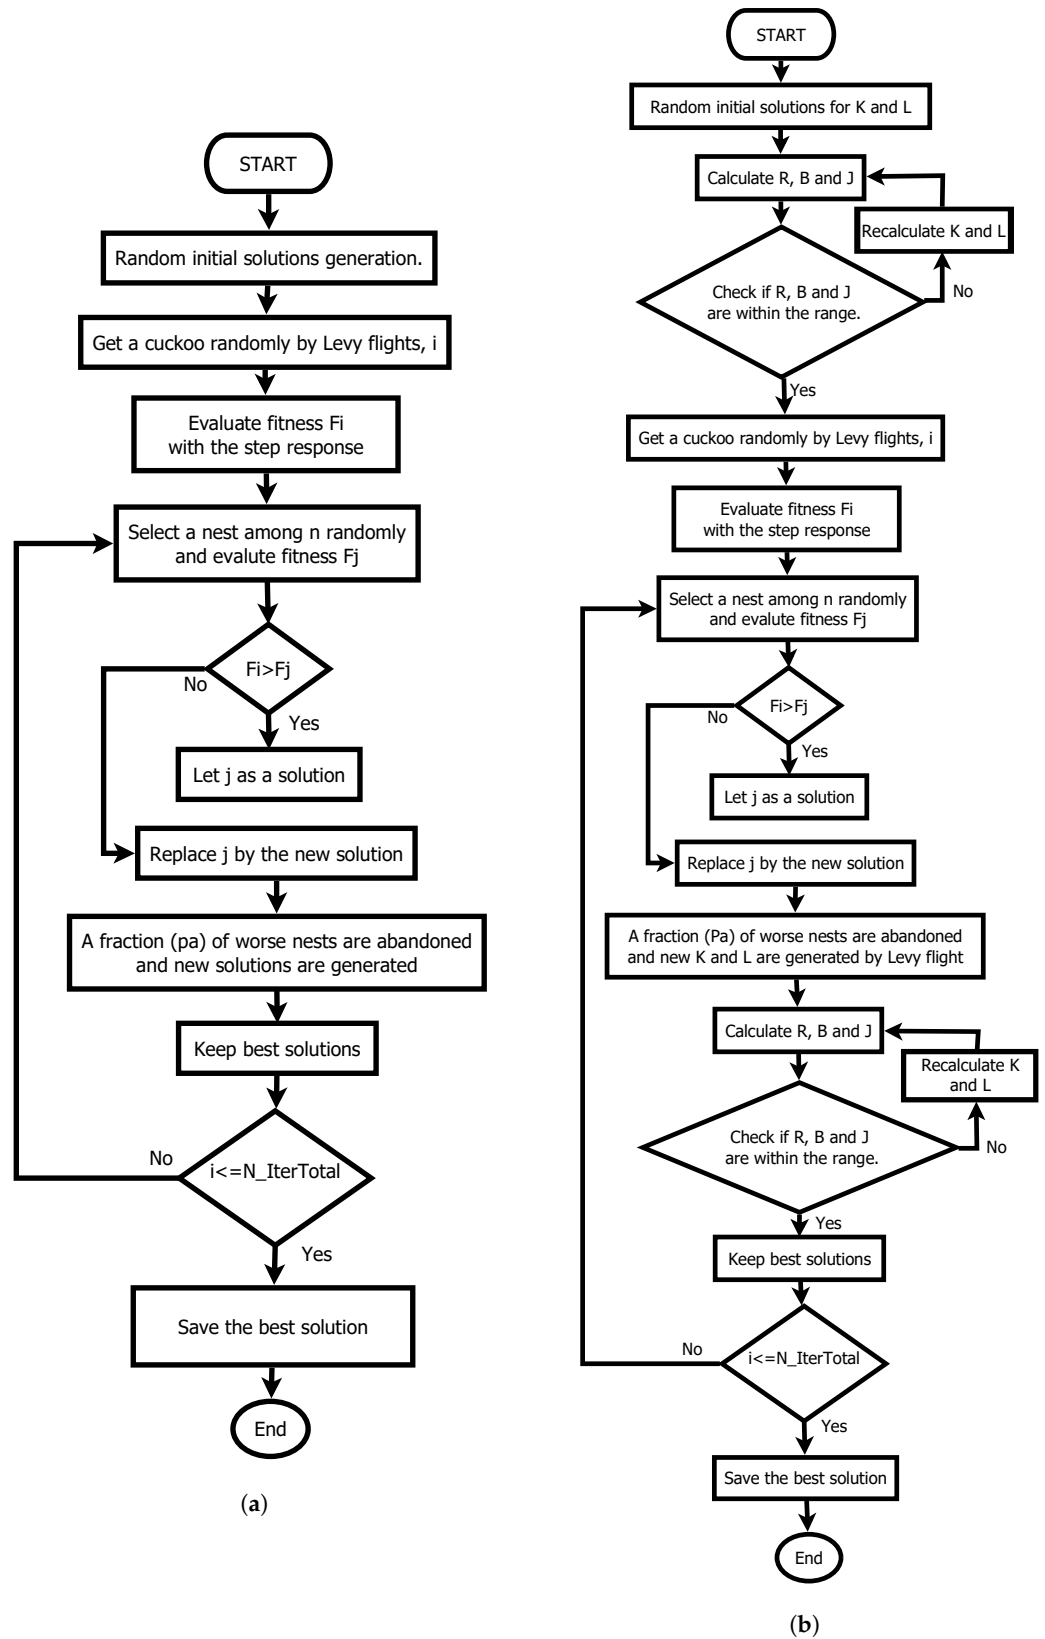 START
Random initial solutions generation.
Get a cuckoo randomly by Levy flights, i
Evaluate fitness Fi
with the step response
Select a nest among n randomly
and evalute fitness Fj
Fi>Fj
No
Yes
Let j as a solution
Replace j by the new solution
A fraction (pa) of worse nests are abandoned
and new solutions are generated
Keep best solutions
No
i<=N_IterTotal
Yes
Save the best solution
End
(a)
START
Random initial solutions for K and L
Calculate R, B and J
Recalculate K and L
Check if R, B and J
are within the range.
No
Yes
Get a cuckoo randomly by Levy flights, i
Evaluate fitness Fi
with the step response
Select a nest among n randomly
and evalute fitness Fj
Fi>Fj
No
Yes
Let j as a solution
Replace j by the new solution
A fraction (Pa) of worse nests are abandoned
and new K and L are generated by Levy flight
Calculate R, B and J
Recalculate K
and L
Check if R, B and J
are within the range.
No
Yes
Keep best solutions
No
i<=N_IterTotal
Yes
Save the best solution
End
(b)